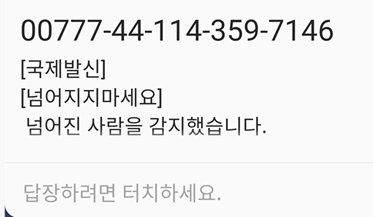 00777-44-114-359-7146
[국제발신]
[넘어지지마세요]
넘어진 사람을 감지했습니다.
답장하려면 터치하세요.